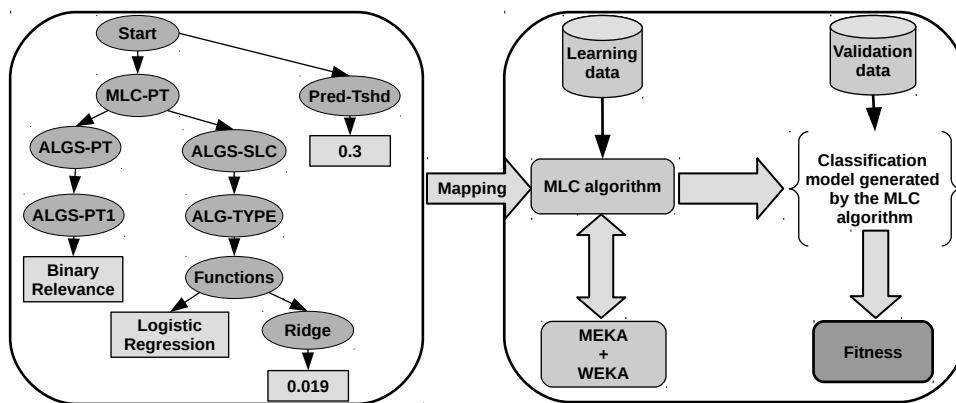 Start
MLC-PT
Pred-Tshd
ALGS-PT
ALGS-SLC
0.3
ALGS-PT1
ALG-TYPE
Binary
Relevance
Functions
Logistic
Regression
Ridge
0.019
Mapping
Learning
data
Validation
data
MLC algorithm
Classification
model generated
by the MLC
algorithm
MEKA
+
WEKA
Fitness